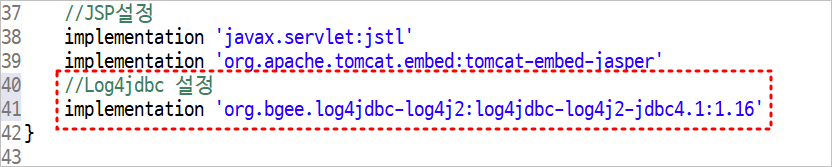 37 //JSP설정
38 implementation 'javax.servlet:jstl'
39 implementation 'org.apache.tomcat.embed:tomcat-embed-jasper'
40 //Log4jdbc 설정
41 implementation 'org.bgee.log4jdbc-log4j2:log4jdbc-log4j2-jdbc4.1:1.16'
42 }
43